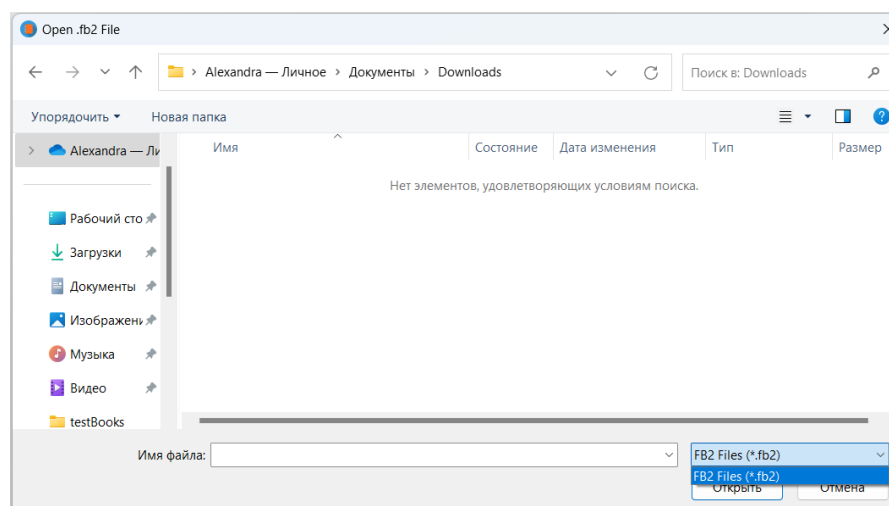 Open .fb2 File
Alexandra — Личное > Документы > Downloads
Поиск в: Downloads
Упорядочить Новая папка
Alexandra — Ли
Имя Состояние Дата изменения Тип Размер
Нет элементов, удовлетворяющих условиям поиска.
Рабочий сто
Загрузки
Документы
Изображени
Музыка
Видео
testBooks
Имя файла: FB2 Files (*.fb2)
FB2 Files (*.fb2)
Открыть Отмена